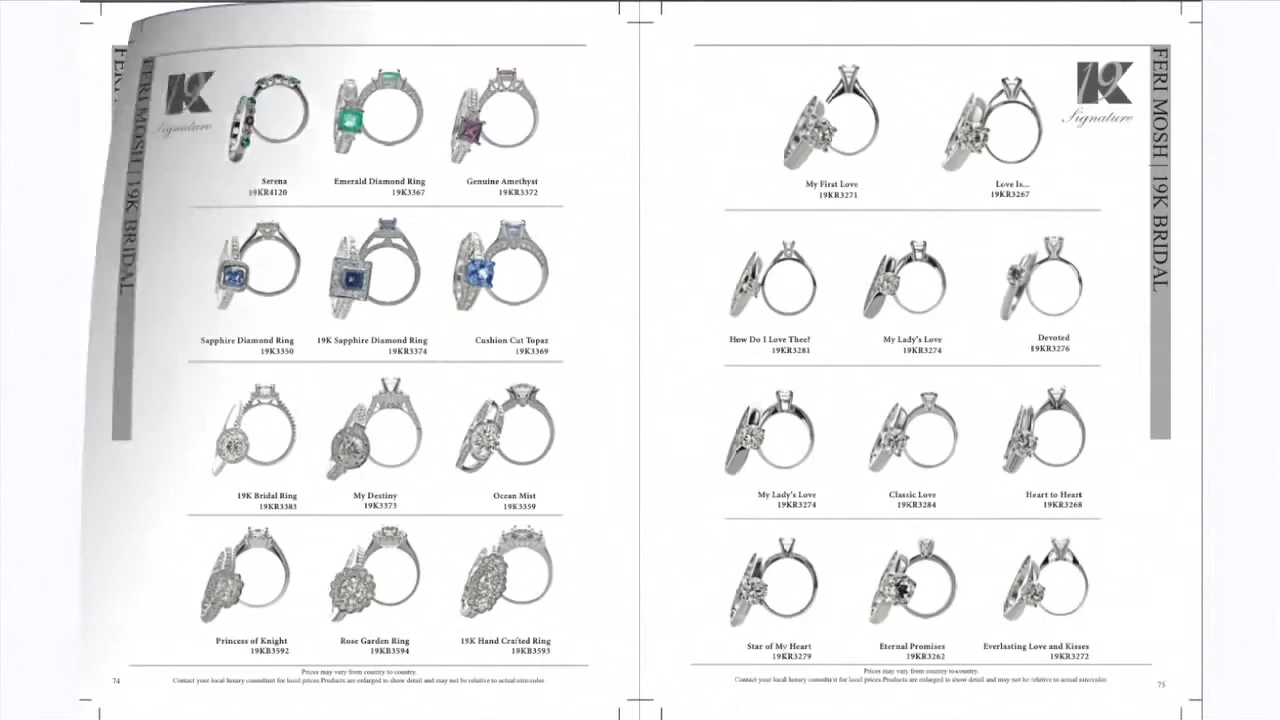 FERI
FERI MOSH | 19K BRIDAL
19K
Signature
Serena
19KR4120
Emerald Diamond Ring
19K3367
Genuine Amethyst
19KR3372
Sapphire Diamond Ring
19K3350
19K Sapphire Diamond Ring
19KR3374
Cushion Cut Topaz
19K3369
19K Bridal Ring
19KR3383
My Destiny
19K3373
Ocean Mist
19K3359
Princess of Knight
19KB3592
Rose Garden Ring
19KB3594
19K Hand Crafted Ring
19KB3593
Prices may vary from country to country.
Contact your local luxury consultant for local prices.Products are enlarged to show detail and may not be relative to actual size/color.
74
FERI MOSH | 19K BRIDAL
19K
Signature
My First Love
19KR3271
Love Is...
19KR3267
How Do I Love Thee?
19KR3281
My Lady's Love
19KR3274
Devoted
19KR3276
My Lady's Love
19KR3274
Classic Love
19KR3284
Heart to Heart
19KR3268
Star of My Heart
19KR3279
Eternal Promises
19KR3262
Everlasting Love and Kisses
19KR3272
Prices may vary from country to country.
Contact your local luxury consultant for local prices.Products are enlarged to show detail and may not be relative to actual size/color.
75